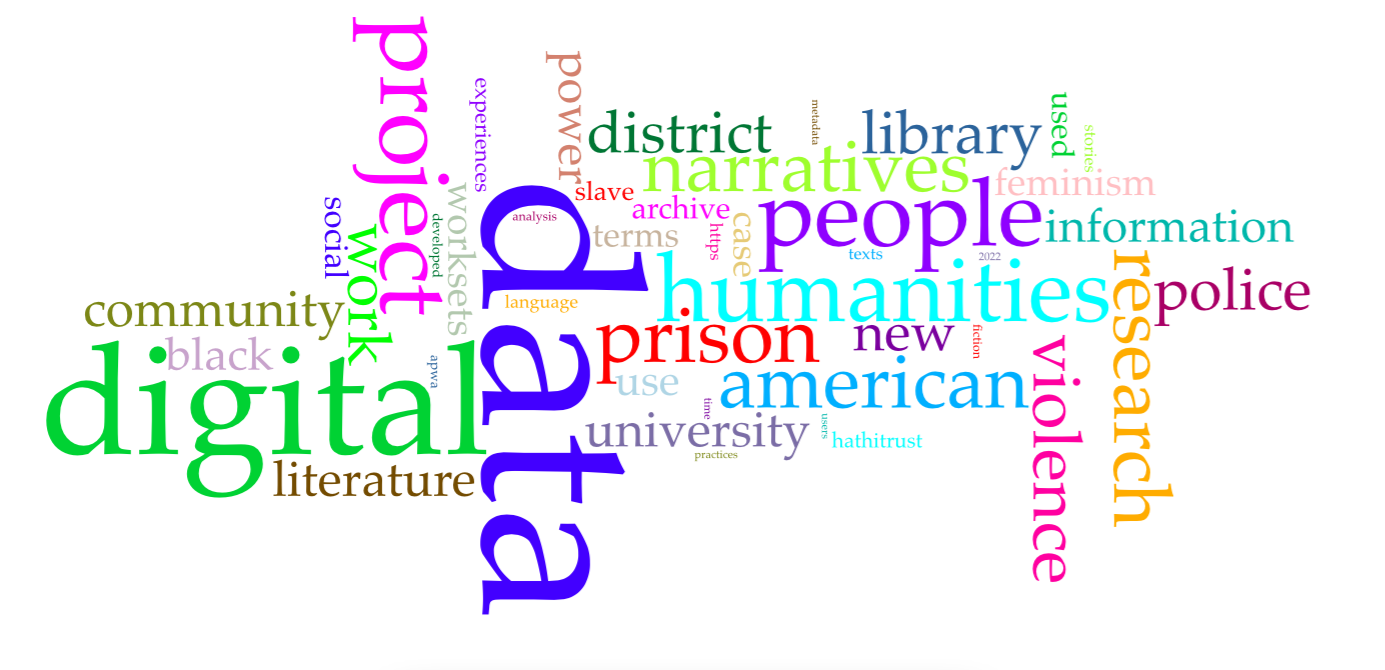 project
experiences
power
district
metadata
library
used
stories
narratives
feminism
slave
archive
people
information
social
work
developed
worksets
analysis
terms
https
case
texts
2022
humanities
research
police
community
language
prison
new
fiction
violence
black
apwa
data
use
american
digital
time
university
users
hathitrust
practices
literature